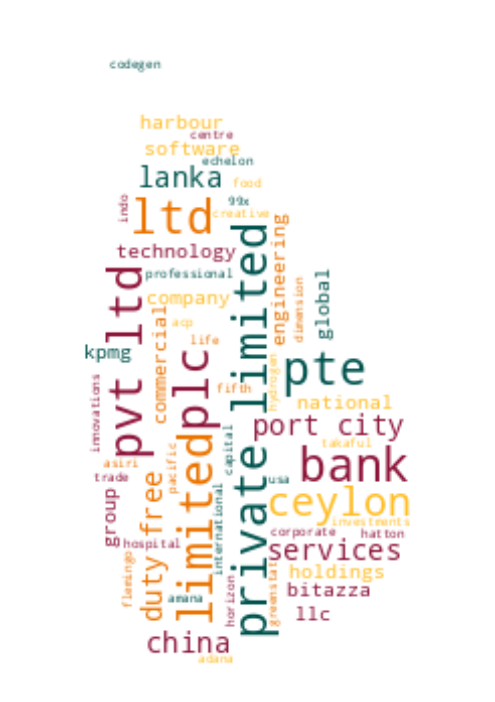 codegen
harbour
centre
software
echelon
lanka
food
indo
99x
ltd
creative
technology
private limited
engineering
professional
global
pvt ltd
company
dimension
commercial
acp
life
kpmg
plc
pte
hydrogen
fifth
innovations
national
port city
capital
takaful
asiri
pacific
bank
trade
usa
group
duty free
limited
international
ceylon
investments
corporate
hatton
hospital
services
flemingo
holdings
amana
horizon
greenstat
bitazza
llc
china
adana